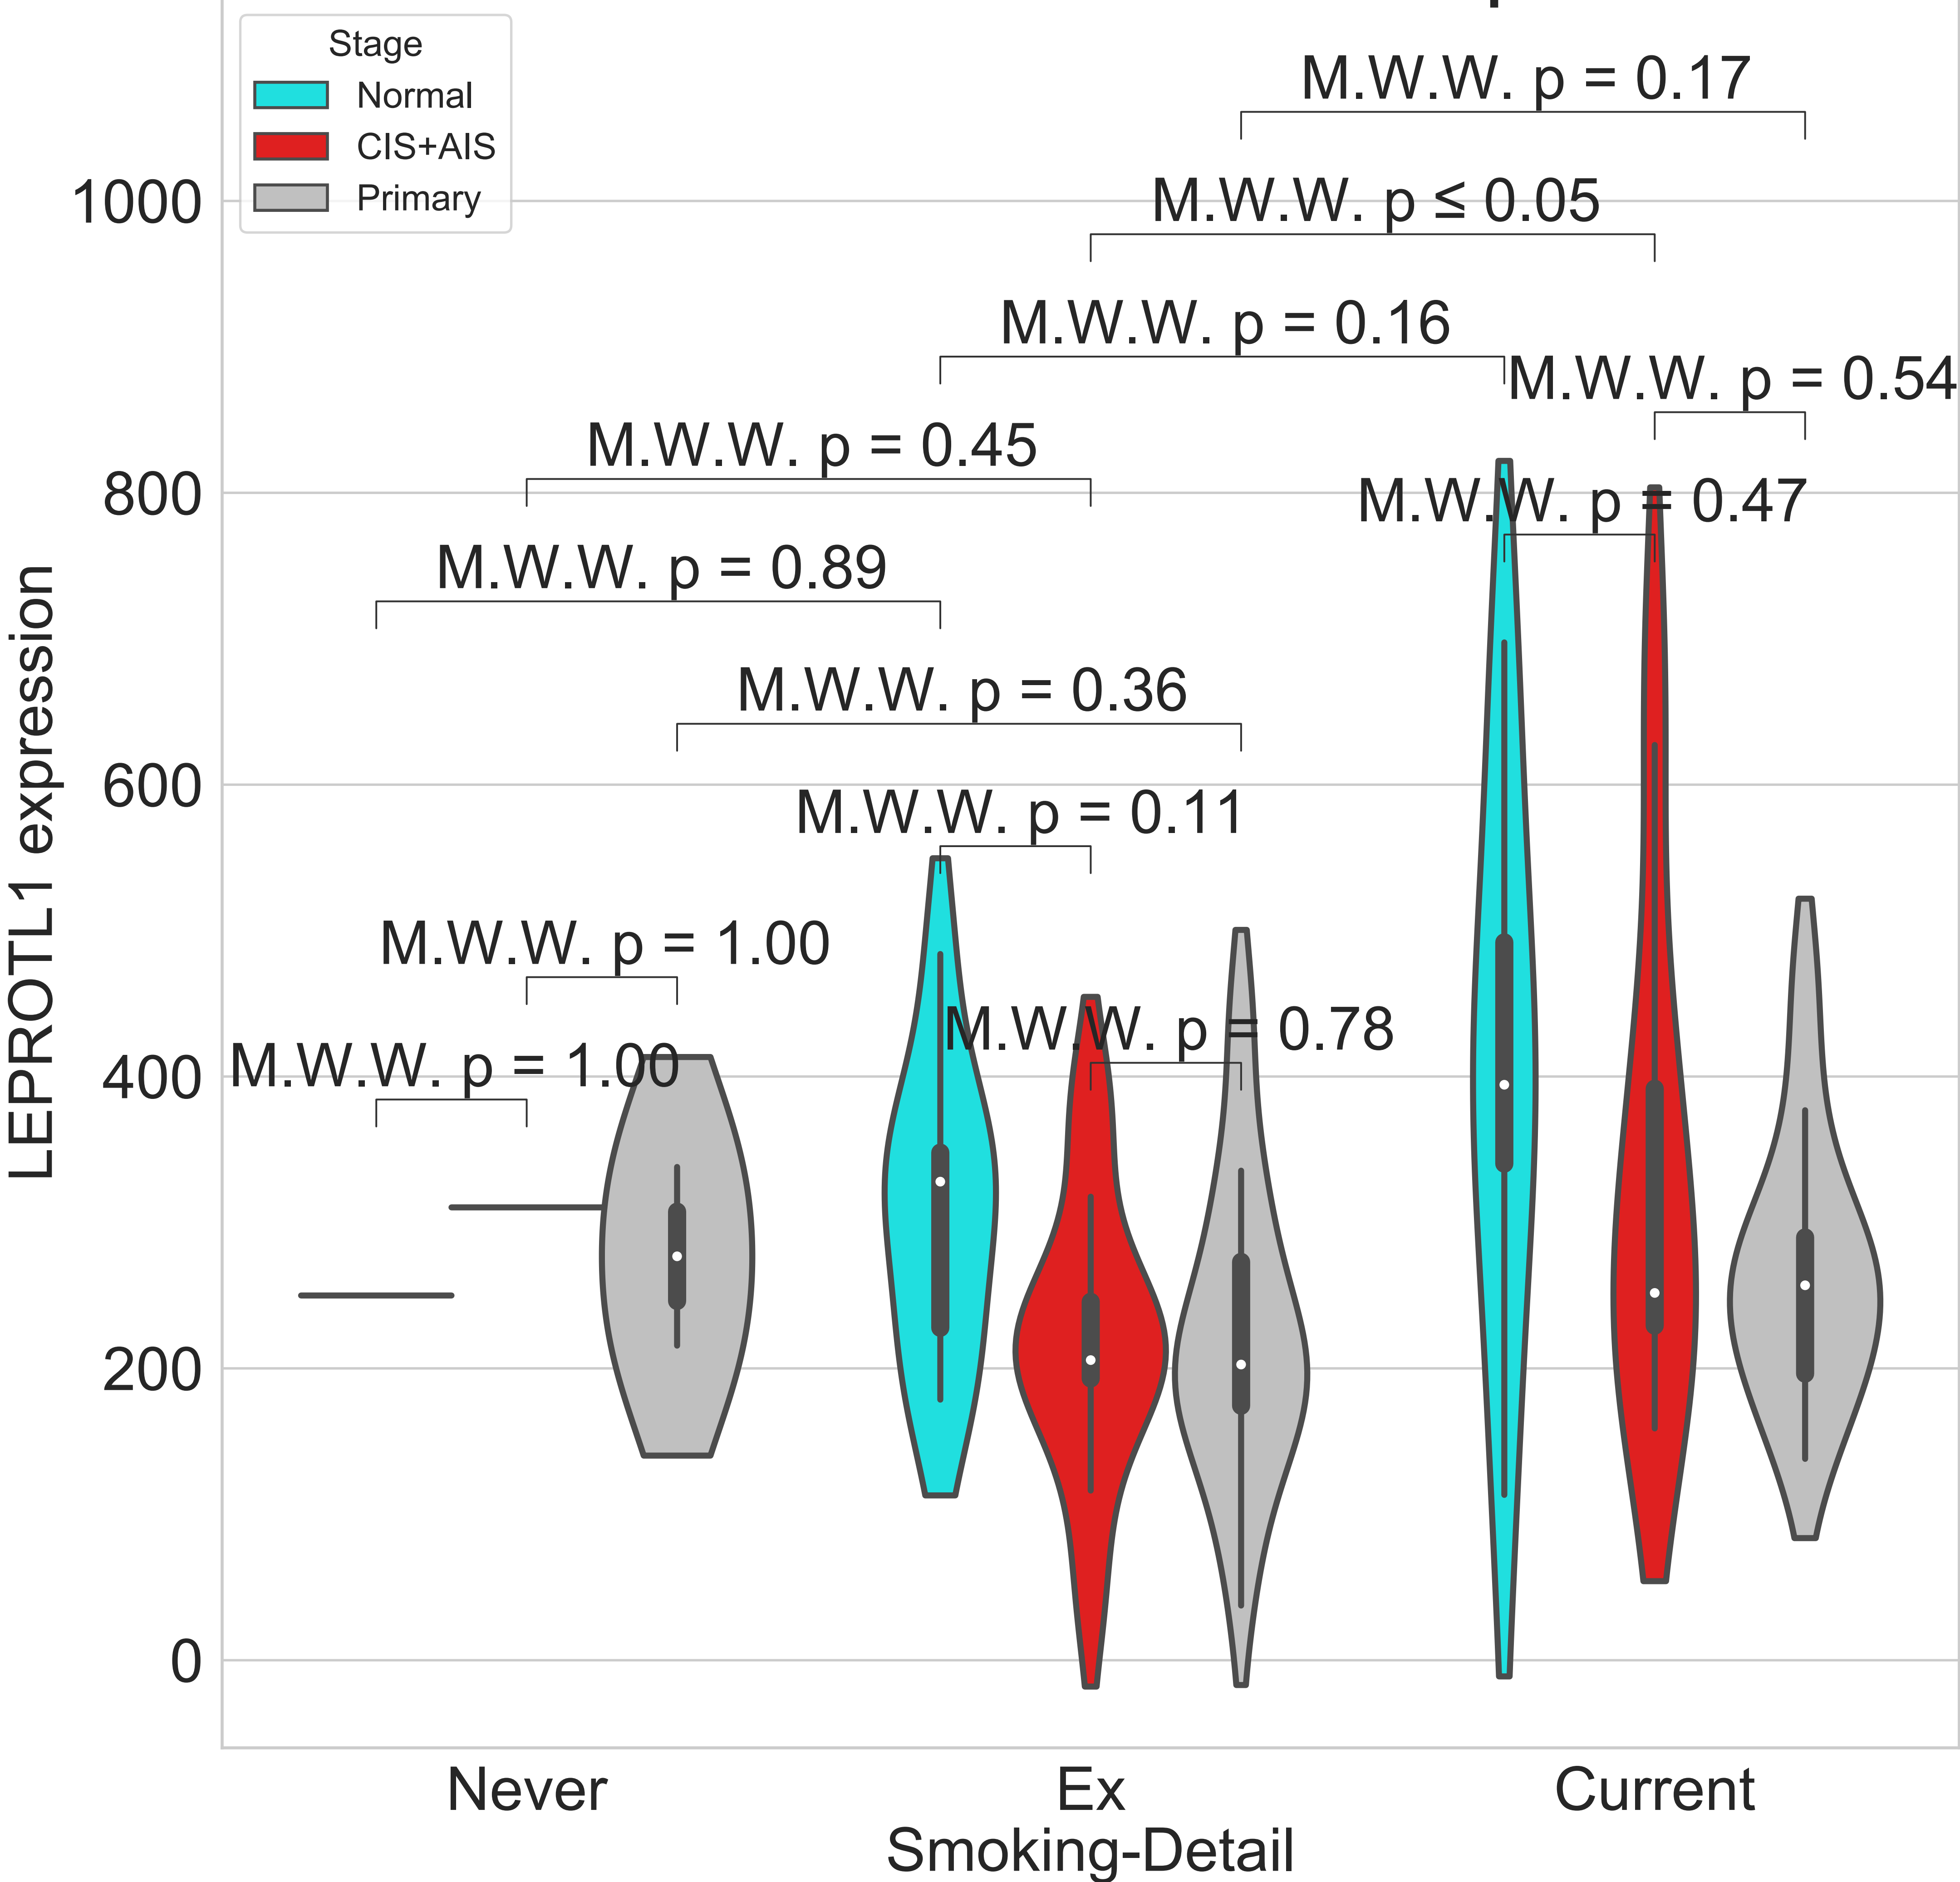 Stage
Normal
CIS+AIS
Primary
M.W.W. p = 0.17
M.W.W. p ≤ 0.05
M.W.W. p = 0.16
M.W.W. p = 0.54
M.W.W. p = 0.45
M.W.W. p = 0.47
M.W.W. p = 0.89
M.W.W. p = 0.36
M.W.W. p = 0.11
M.W.W. p = 1.00
M.W.W. p = 0.78
M.W.W. p = 1.00
1000
800
600
400
200
0
LEPROTL1 expression
Never
Ex
Current
Smoking-Detail